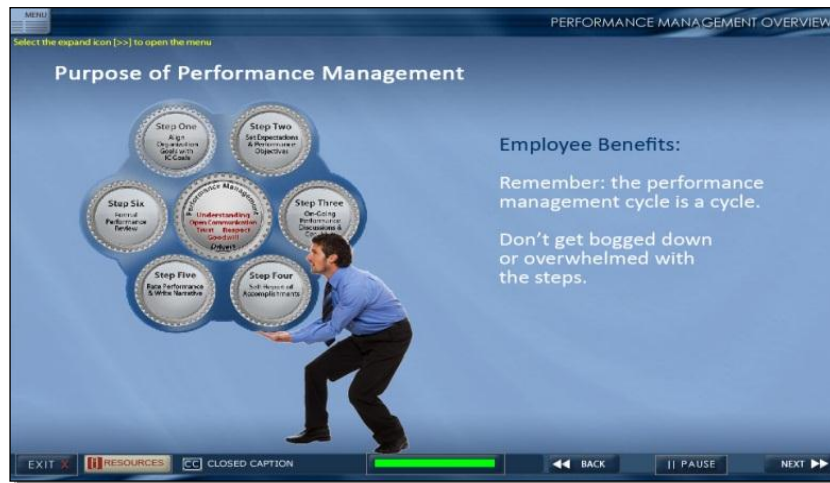 MENU
PERFORMANCE MANAGEMENT OVERVIEW
Select the expand icon [>>] to open the menu
Purpose of Performance Management
Step One
Align
Organization
Goals with
IC Goals
Step Two
Set Expectations
& Performance
Objectives
Step Three
On-Going
Performance
Discussions &
Step Four
Self Report of
Accomplishments
Step Five
Rate Performance
& Write Narrative
Step Six
Formal
Performance
Review
Performance Management
Understanding
Open Communication
Trust Respect
Goodwill
Drivers
Employee Benefits:
Remember: the performance
management cycle is a cycle.
Don't get bogged down
or overwhelmed with
the steps.
EXIT X
RESOURCES
CC CLOSED CAPTION
BACK
PAUSE
NEXT